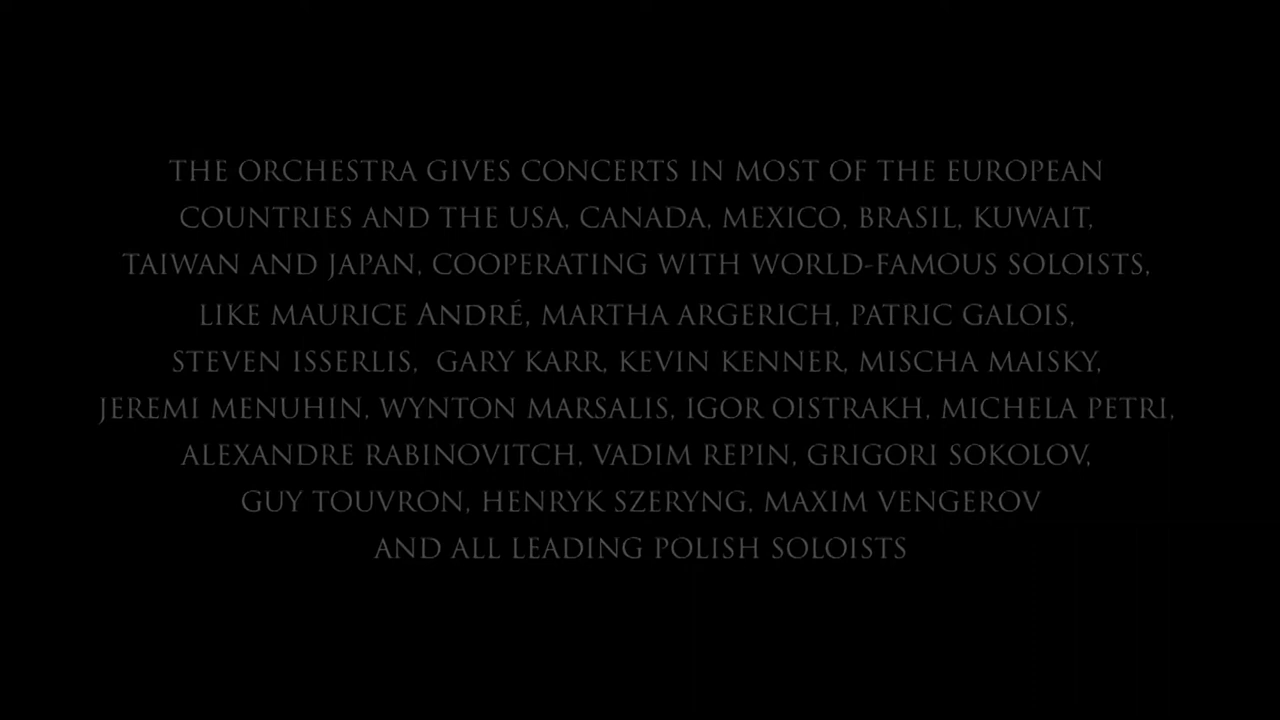 THE ORCHESTRA GIVES CONCERTS IN MOST OF THE EUROPEAN
COUNTRIES AND THE USA, CANADA, MEXICO, BRASIL, KUWAIT,
TAIWAN AND JAPAN, COOPERATING WITH WORLD-FAMOUS SOLOISTS,
LIKE MAURICE ANDRÉ, MARTHA ARGERICH, PATRIC GALOIS,
STEVEN ISSERLIS, GARY KARR, KEVIN KENNER, MISCHA MAISKY,
JEREMI MENUHIN, WYNTON MARSALIS, IGOR OISTRAKH, MICHELA PETRI,
ALEXANDRE RABINOVITCH, VADIM REPIN, GRIGORI SOKOLOV,
GUY TOUVRON, HENRYK SZERYNG, MAXIM VENGEROV
AND ALL LEADING POLISH SOLOISTS